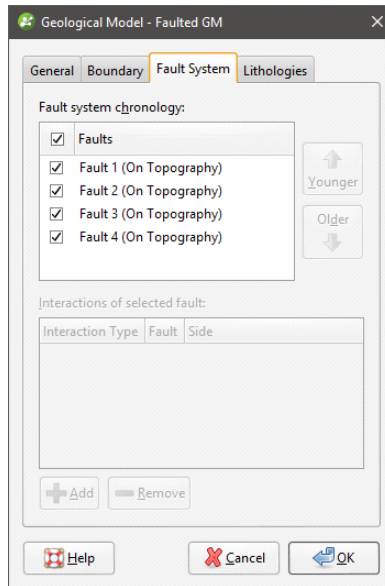 Geological Model - Faulted GM
General Boundary Fault System Lithologies
Fault system chronology:
Faults
Fault 1 (On Topography)
Fault 2 (On Topography)
Fault 3 (On Topography)
Fault 4 (On Topography)
Younger
Older
Interactions of selected fault:
Interaction Type Fault Side
Add Remove
Help Cancel OK